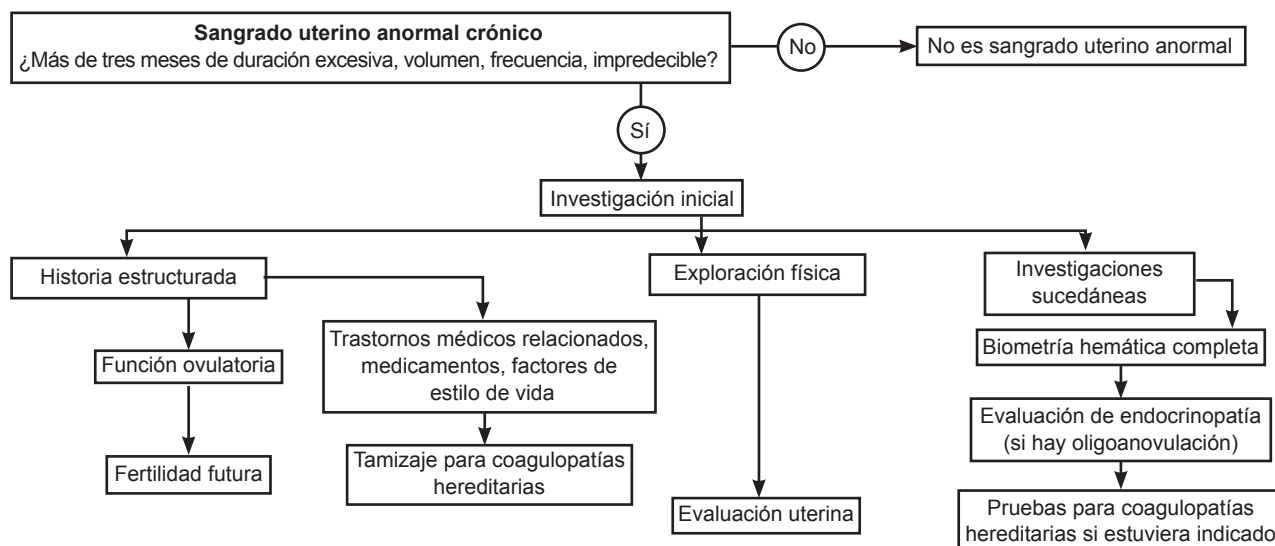 Sangrado uterino anormal crónico
¿Más de tres meses de duración excesiva, volumen, frecuencia, impredecible?
No
No es sangrado uterino anormal
Sí
Investigación inicial
Historia estructurada
Exploración física
Investigaciones
sucedáneas
Función ovulatoria
Trastornos médicos relacionados,
medicamentos, factores de
estilo de vida
Biometría hemática completa
Fertilidad futura
Tamizaje para coagulopatías
hereditarias
Evaluación uterina
Evaluación de endocrinopatía
(si hay oligoanovulación)
Pruebas para coagulopatías
hereditarias si estuviera indicado